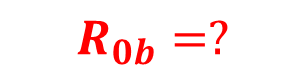 R₀b =?